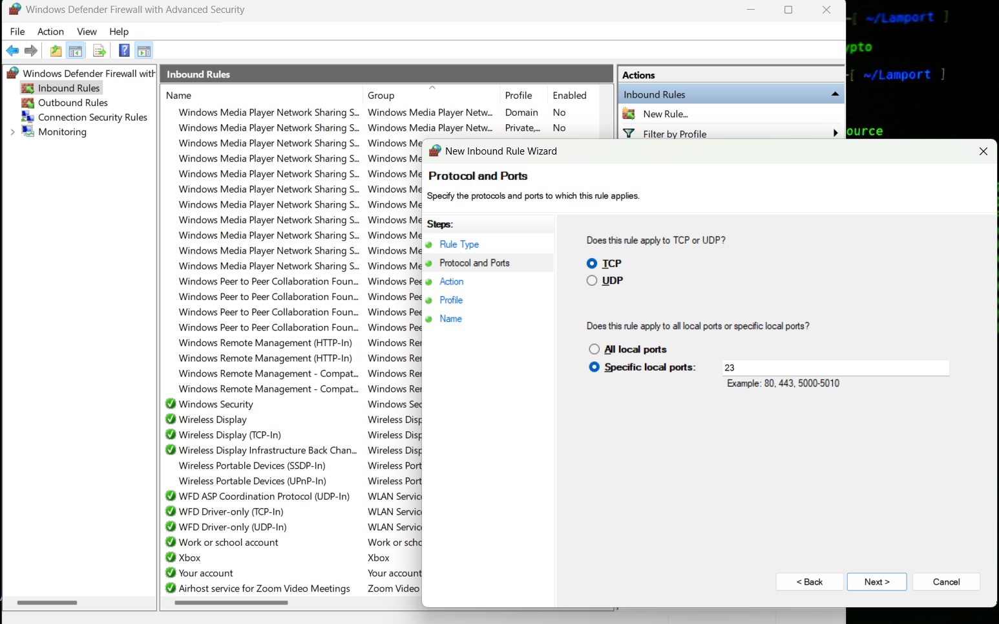 Windows Defender Firewall with Advanced Security
File Action View Help
Windows Defender Firewall with
Inbound Rules
Outbound Rules
Connection Security Rules
Monitoring
Inbound Rules
Name Group Profile Enabled
Windows Media Player Network Sharing S... Windows Media Player Netw... Domain No
Windows Media Player Network Sharing S... Windows Media Player Netw... Private,... No
Windows Media Player Network Sharing S... Windows Me
Windows Media Player Network Sharing S... Windows Me
Windows Media Player Network Sharing S... Windows Me
Windows Media Player Network Sharing S... Windows Me
Windows Media Player Network Sharing S... Windows Me
Windows Media Player Network Sharing S... Windows Me
Windows Media Player Network Sharing S... Windows Me
Windows Media Player Network Sharing S... Windows Me
Windows Media Player Network Sharing S... Windows Me
Windows Peer to Peer Collaboration Foun... Windows Pee
Windows Peer to Peer Collaboration Foun... Windows Pee
Windows Peer to Peer Collaboration Foun... Windows Pee
Windows Peer to Peer Collaboration Foun... Windows Pee
Windows Remote Management (HTTP-In) Windows Rer
Windows Remote Management (HTTP-In) Windows Rer
Windows Remote Management - Compat... Windows Rer
Windows Remote Management - Compat... Windows Rer
Windows Security Windows Sec
Wireless Display Wireless Disp
Wireless Display (TCP-In) Wireless Disp
Wireless Display Infrastructure Back Chan... Wireless Disp
Wireless Portable Devices (SSDP-In) Wireless Port
Wireless Portable Devices (UPnP-In) Wireless Port
WFD ASP Coordination Protocol (UDP-In) WLAN Servic
WFD Driver-only (TCP-In) WLAN Servic
WFD Driver-only (UDP-In) WLAN Servic
Work or school account Work or scho
Xbox Xbox
Your account Your account
Airhost service for Zoom Video Meetings Zoom Video
Actions
Inbound Rules
New Rule...
Filter by Profile
[ ~/Lamport ]
ypto
[ ~/Lamport ]
ource
New Inbound Rule Wizard
Protocol and Ports
Specify the protocols and ports to which this rule applies.
Steps:
Rule Type
Protocol and Ports
Action
Profile
Name
Does this rule apply to TCP or UDP?
TCP
UDP
Does this rule apply to all local ports or specific local ports?
All local ports
Specific local ports: 23
Example: 80, 443, 5000-5010
< Back Next > Cancel